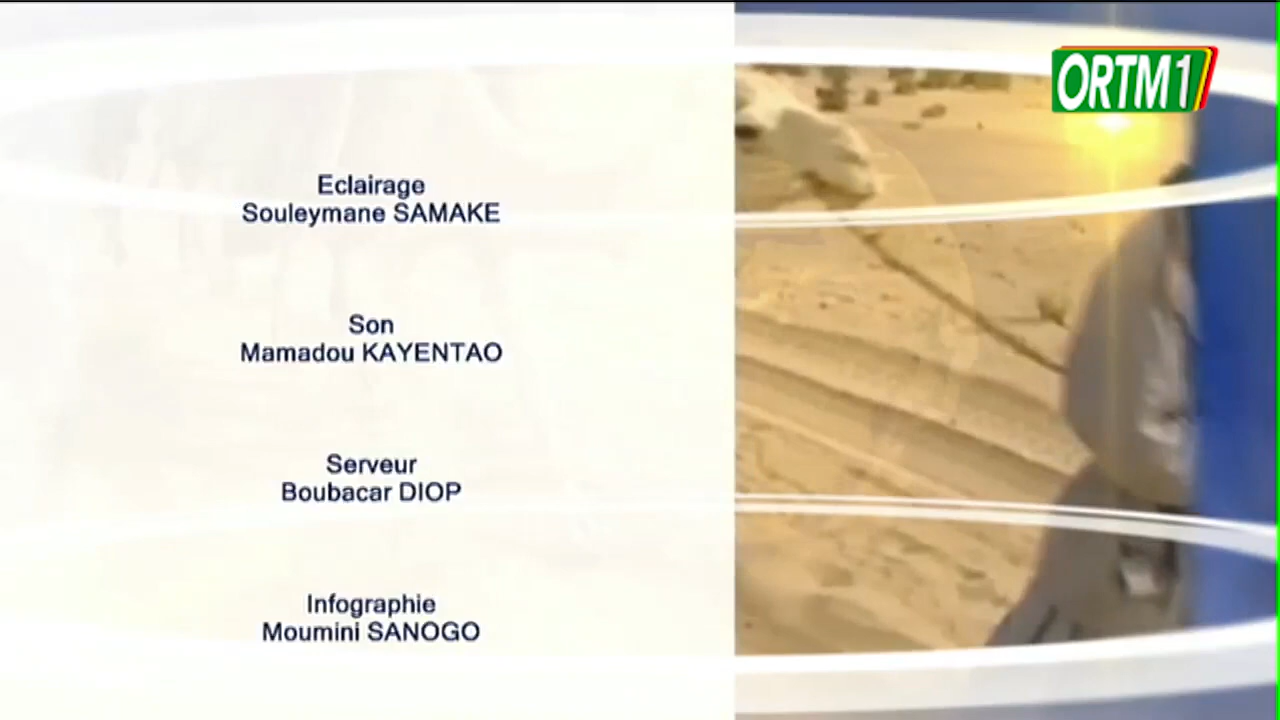 ORTM1
Eclairage
Souleymane SAMAKE
Son
Mamadou KAYENTAO
Serveur
Boubacar DIOP
Infographie
Moumini SANOGO